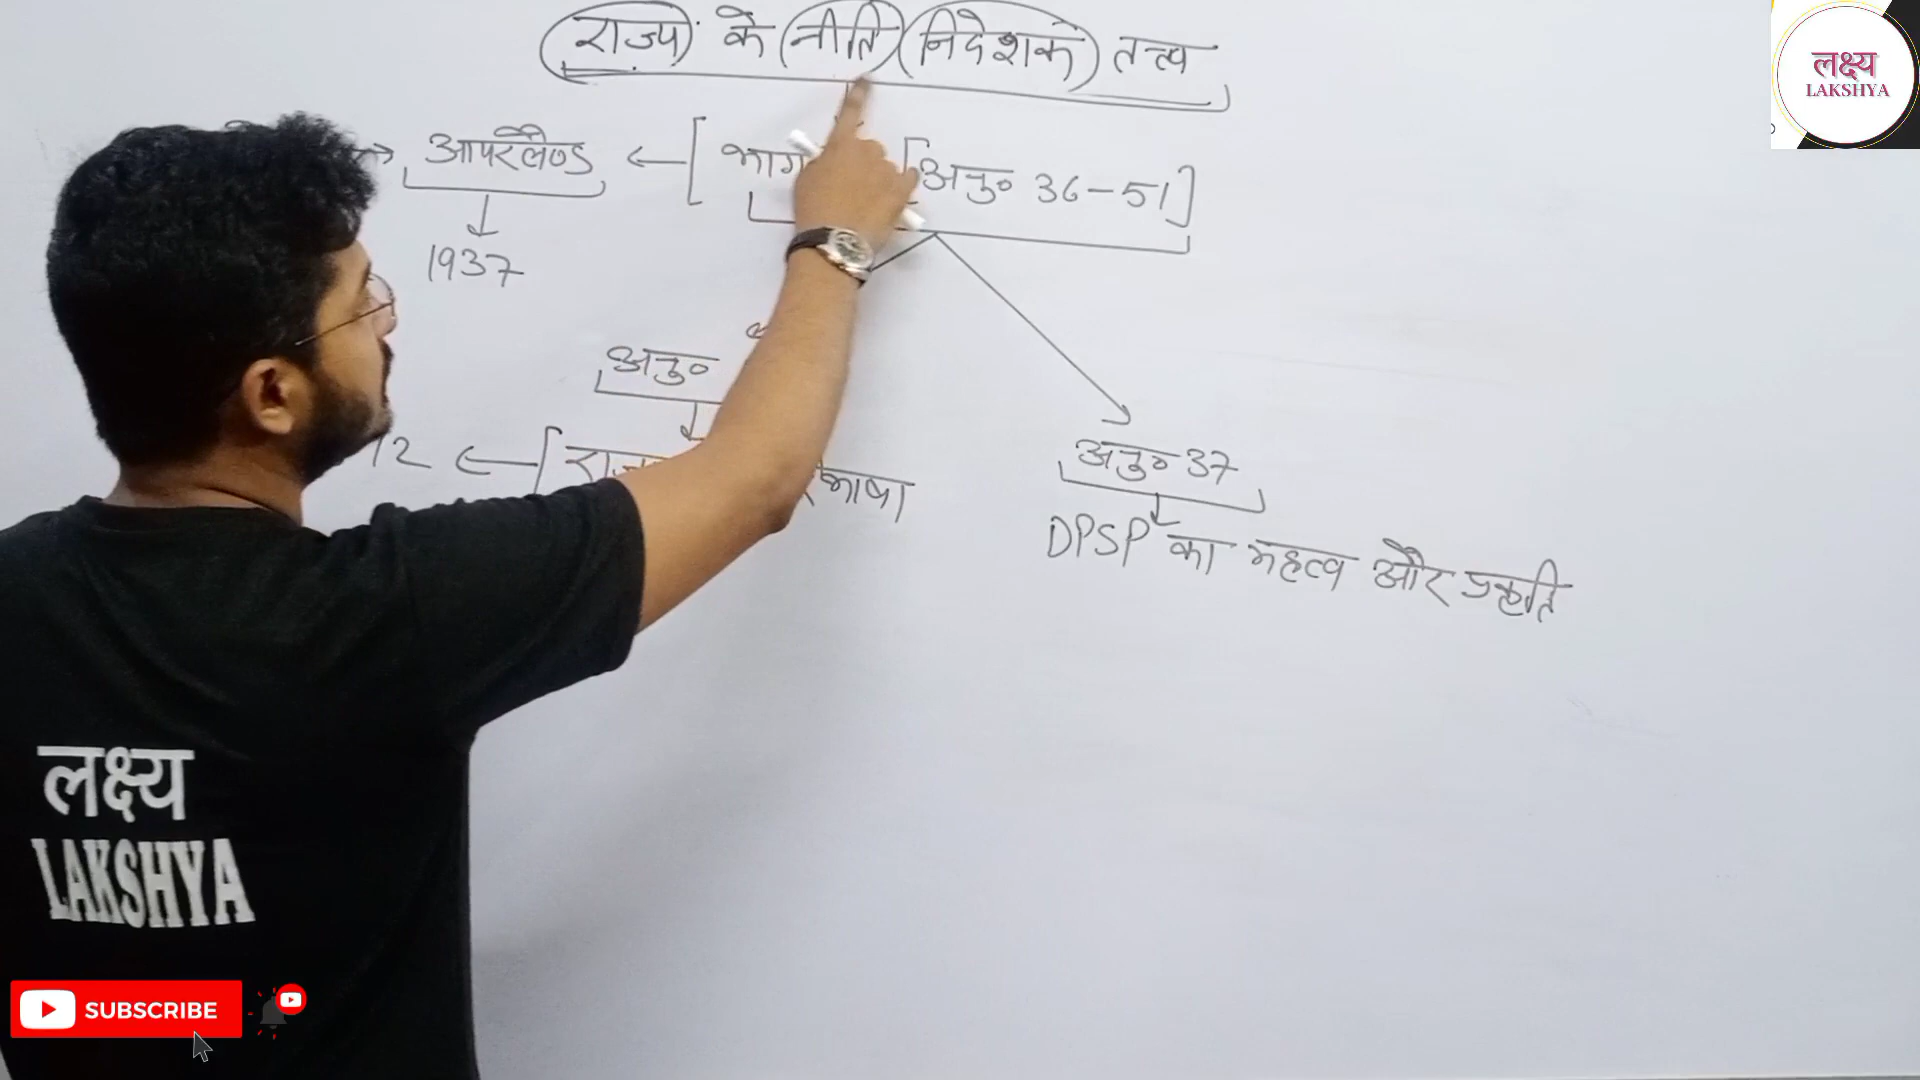 राज्य के नीति निदेशक तत्त्व
लक्ष्य
LAKSHYA
आयरलैण्ड ← [ भाग [अनु० 36-51]
1937
अनु०
12 ← [
अनु० 37
DPSP का महत्व और प्रकृति
लक्ष्य
LAKSHYA
SUBSCRIBE